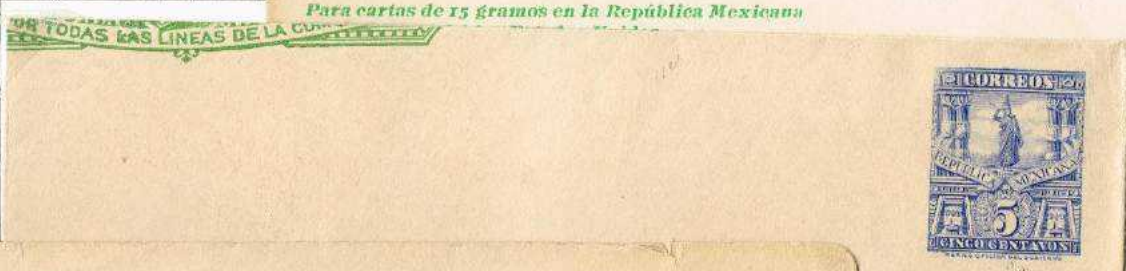 Para cartas de 15 gramos en la República Mexicana
POR TODAS LAS LINEAS DE LA
CORREOS
REPUBLICA MEXICANA
5
CINCO CENTAVOS